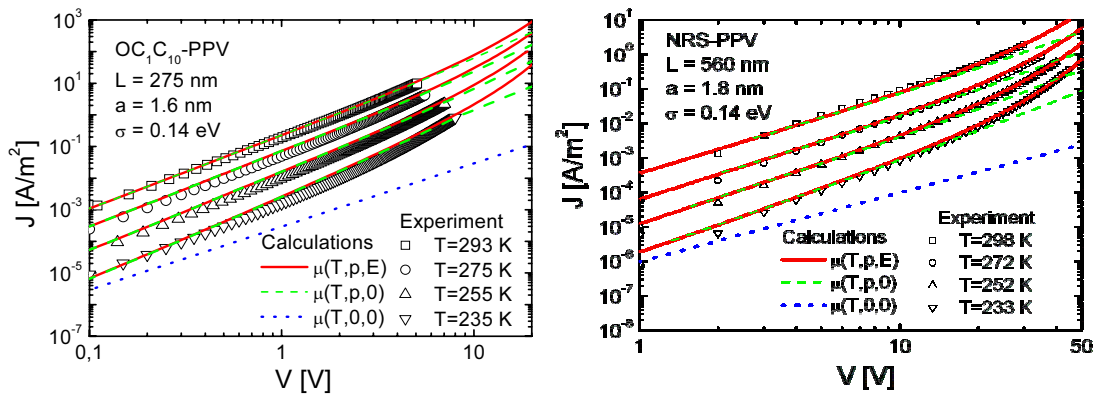 10³
10¹
10⁻¹
10⁻³
10⁻⁵
10⁻⁷
J [A/m²]
OC₁C₁₀-PPV
L = 275 nm
a = 1.6 nm
σ = 0.14 eV
Calculations
μ(T,p,E)
μ(T,p,0)
μ(T,0,0)
Experiment
T=293 K
T=275 K
T=255 K
T=235 K
0,1 1 10
V [V]
10¹
10⁰
10⁻¹
10⁻²
10⁻³
10⁻⁴
10⁻⁵
10⁻⁶
10⁻⁷
10⁻⁸
J [A/m²]
NRS-PPV
L = 560 nm
a = 1.8 nm
σ = 0.14 eV
Calculations
μ(T,p,E)
μ(T,p,0)
μ(T,0,0)
Experiment
T=298 K
T=272 K
T=252 K
T=233 K
1 10 50
V [V]